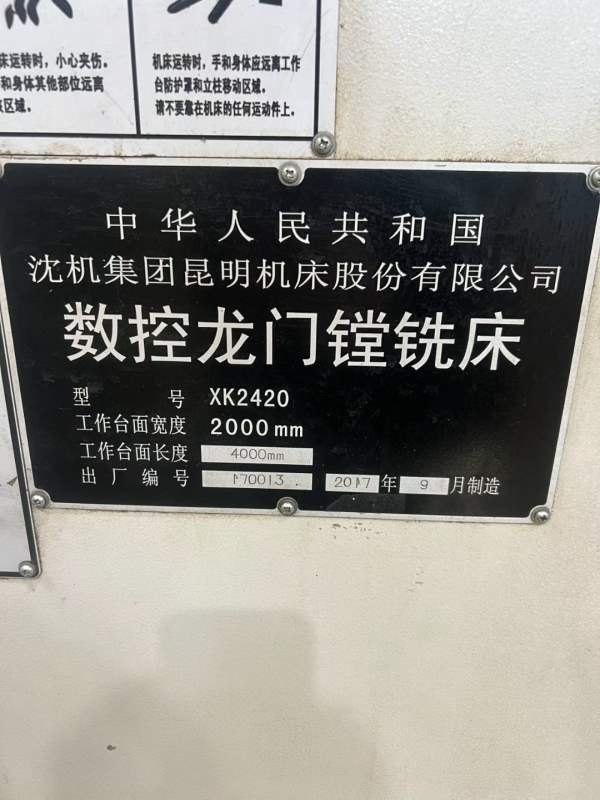 床运转时，小心夹伤。
和身体其他部位远离
区域。
机床运转时，手和身体应远离工作
台防护罩和立柱移动区域。
请不要靠在机床的任何运动件上。
中华人民共和国
沈机集团昆明机床股份有限公司
数控龙门镗铣床
型 号 XK2420
工作台面宽度 2000mm
工作台面长度 4000mm
出厂编号 170013 2017年9月制造